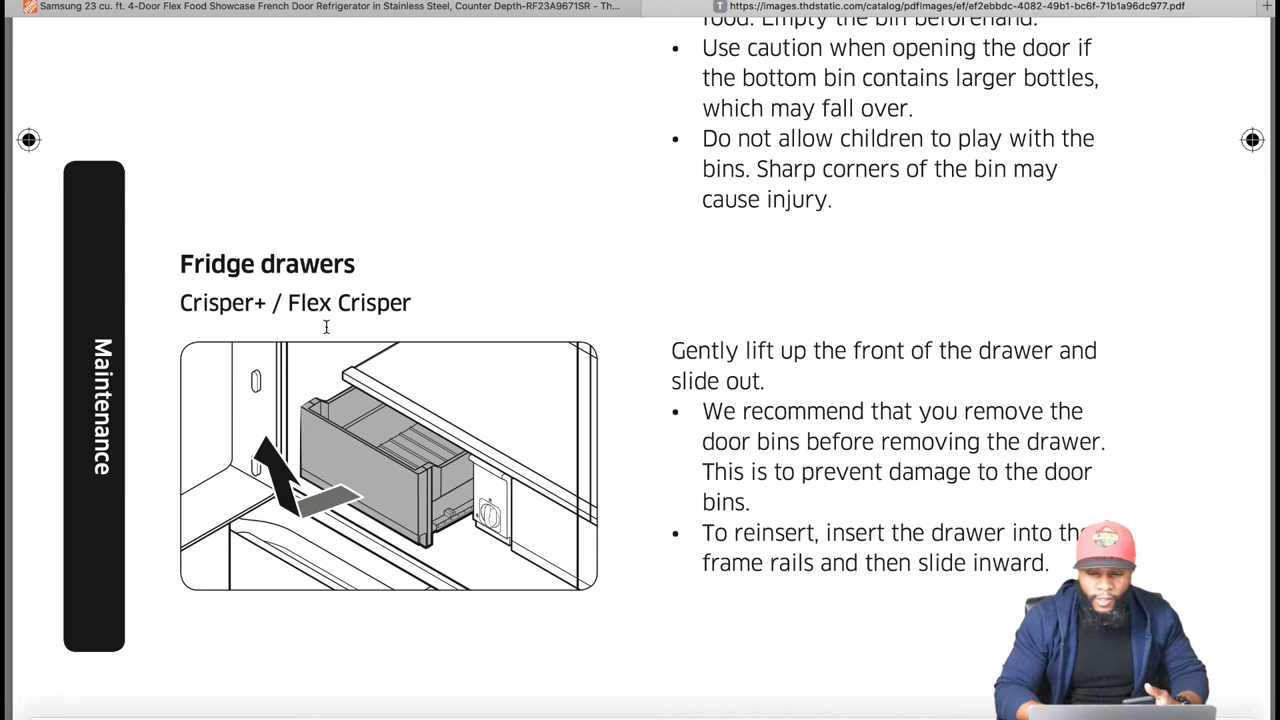 Samsung 23 cu. ft. 4-Door Flex Food Showcase French Door Refrigerator in Stainless Steel, Counter Depth-RF23A9671SR - Th...
T https://images.thdstatic.com/catalog/pdfImages/ef/ef2ebbdc-4082-49b1-bc6f-71b1a96dc977.pdf
food. Empty the bin beforehand.
• Use caution when opening the door if
the bottom bin contains larger bottles,
which may fall over.
• Do not allow children to play with the
bins. Sharp corners of the bin may
cause injury.
Maintenance
Fridge drawers
Crisper+ / Flex Crisper
Gently lift up the front of the drawer and
slide out.
• We recommend that you remove the
door bins before removing the drawer.
This is to prevent damage to the door
bins.
• To reinsert, insert the drawer into the
frame rails and then slide inward.